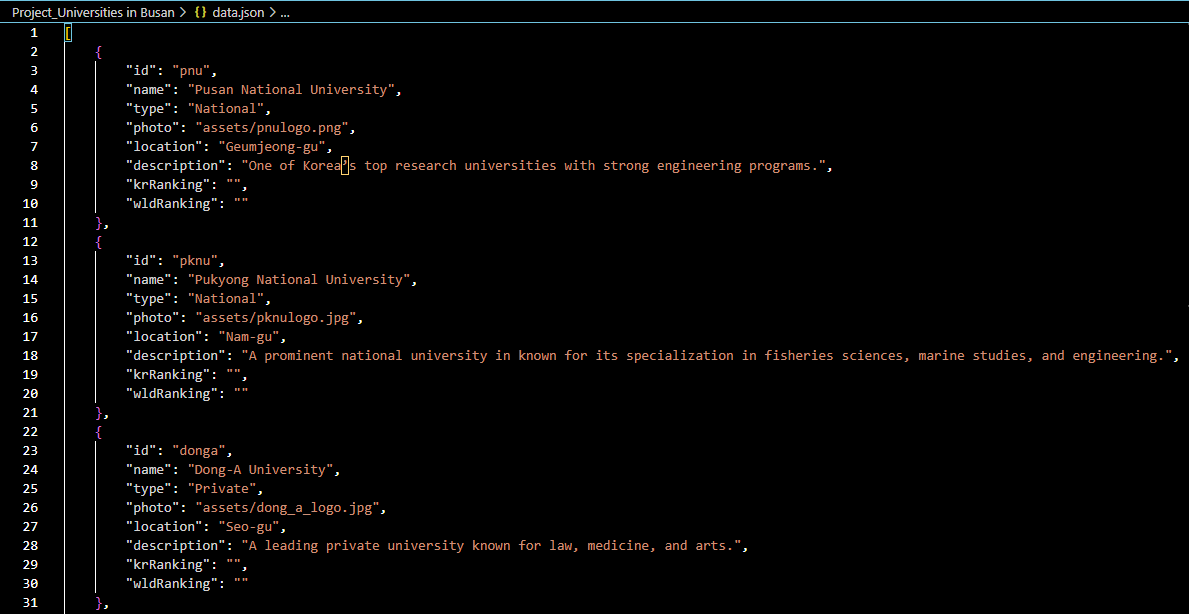 Project_Universities in Busan > {} data.json > ...
1 [
2 {
3 "id": "pnu",
4 "name": "Pusan National University",
5 "type": "National",
6 "photo": "assets/pnulogo.png",
7 "location": "Geumjeong-gu",
8 "description": "One of Korea’s top research universities with strong engineering programs.",
9 "krRanking": "",
10 "wldRanking": ""
11 },
12 {
13 "id": "pknu",
14 "name": "Pukyong National University",
15 "type": "National",
16 "photo": "assets/pknulogo.jpg",
17 "location": "Nam-gu",
18 "description": "A prominent national university in known for its specialization in fisheries sciences, marine studies, and engineering.",
19 "krRanking": "",
20 "wldRanking": ""
21 },
22 {
23 "id": "donga",
24 "name": "Dong-A University",
25 "type": "Private",
26 "photo": "assets/dong_a_logo.jpg",
27 "location": "Seo-gu",
28 "description": "A leading private university known for law, medicine, and arts.",
29 "krRanking": "",
30 "wldRanking": ""
31 },